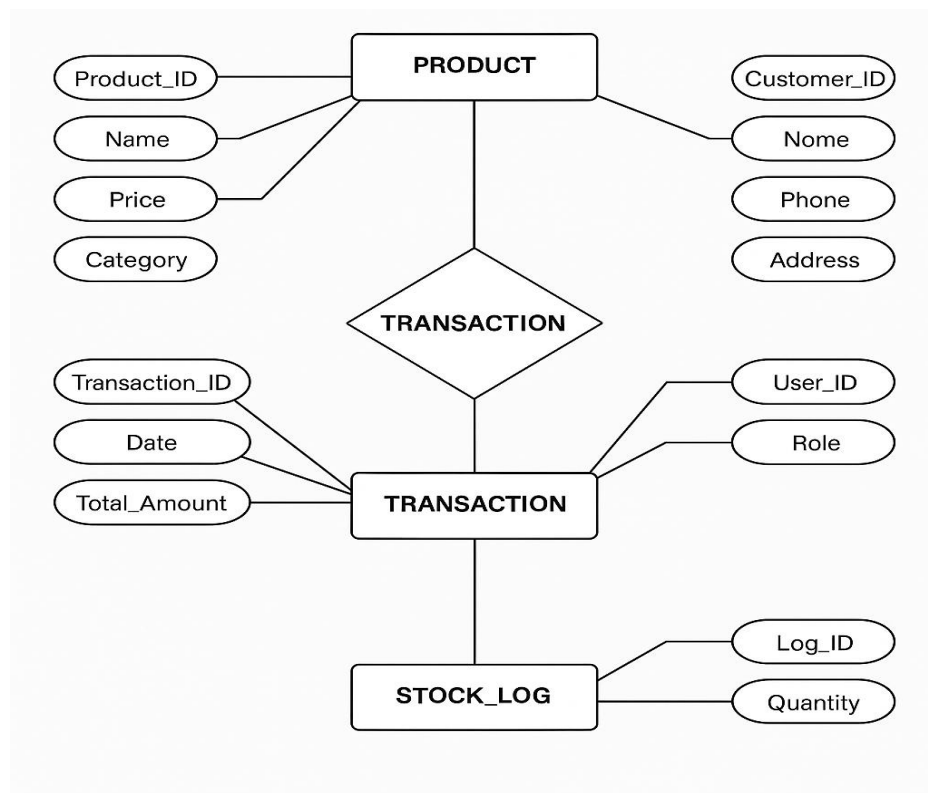 PRODUCT
Product_ID
Name
Price
Category
Customer_ID
Nome
Phone
Address
TRANSACTION
Transaction_ID
Date
Total_Amount
User_ID
Role
TRANSACTION
Log_ID
Quantity
STOCK_LOG